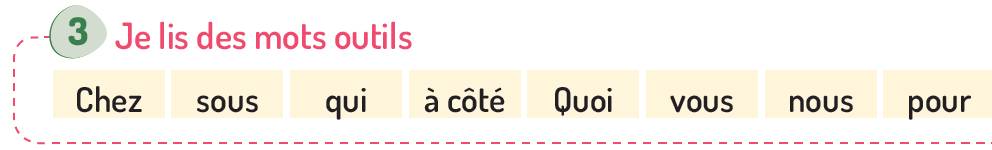 3 Je lis des mots outils
Chez sous qui à côté Quoi vous nous pour